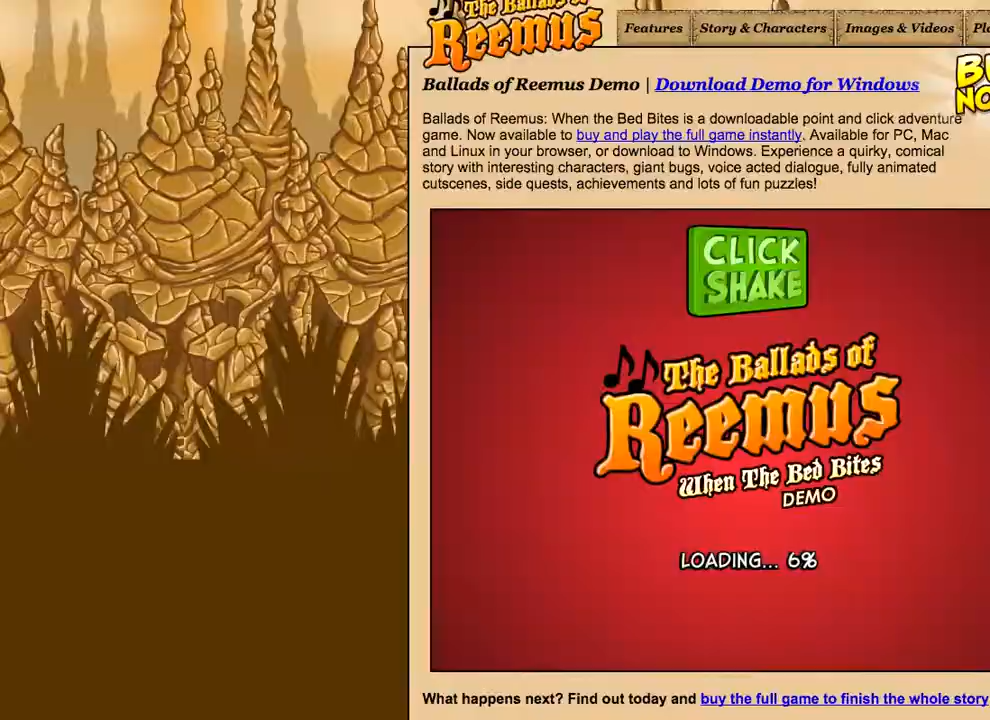 The Ballads of
Reemus
Features
Story & Characters
Images & Videos
Ballads of Reemus Demo | Download Demo for Windows
Ballads of Reemus: When the Bed Bites is a downloadable point and click adventure
game. Now available to buy and play the full game instantly. Available for PC, Mac
and Linux in your browser, or download to Windows. Experience a quirky, comical
story with interesting characters, giant bugs, voice acted dialogue, fully animated
cutscenes, side quests, achievements and lots of fun puzzles!
CLICK
SHAKE
The Ballads of
Reemus
When The Bed Bites
DEMO
LOADING... 6%
What happens next? Find out today and buy the full game to finish the whole story